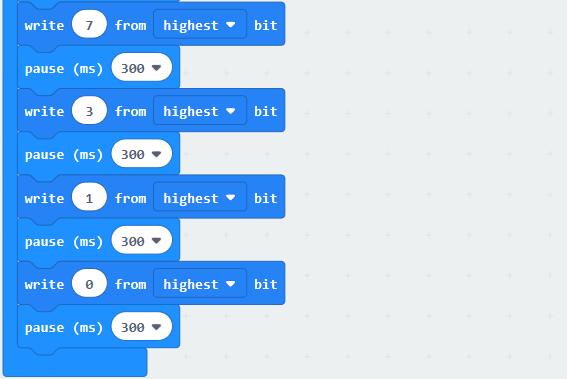 write 7 from highest bit
pause (ms) 300
write 3 from highest bit
pause (ms) 300
write 1 from highest bit
pause (ms) 300
write 0 from highest bit
pause (ms) 300